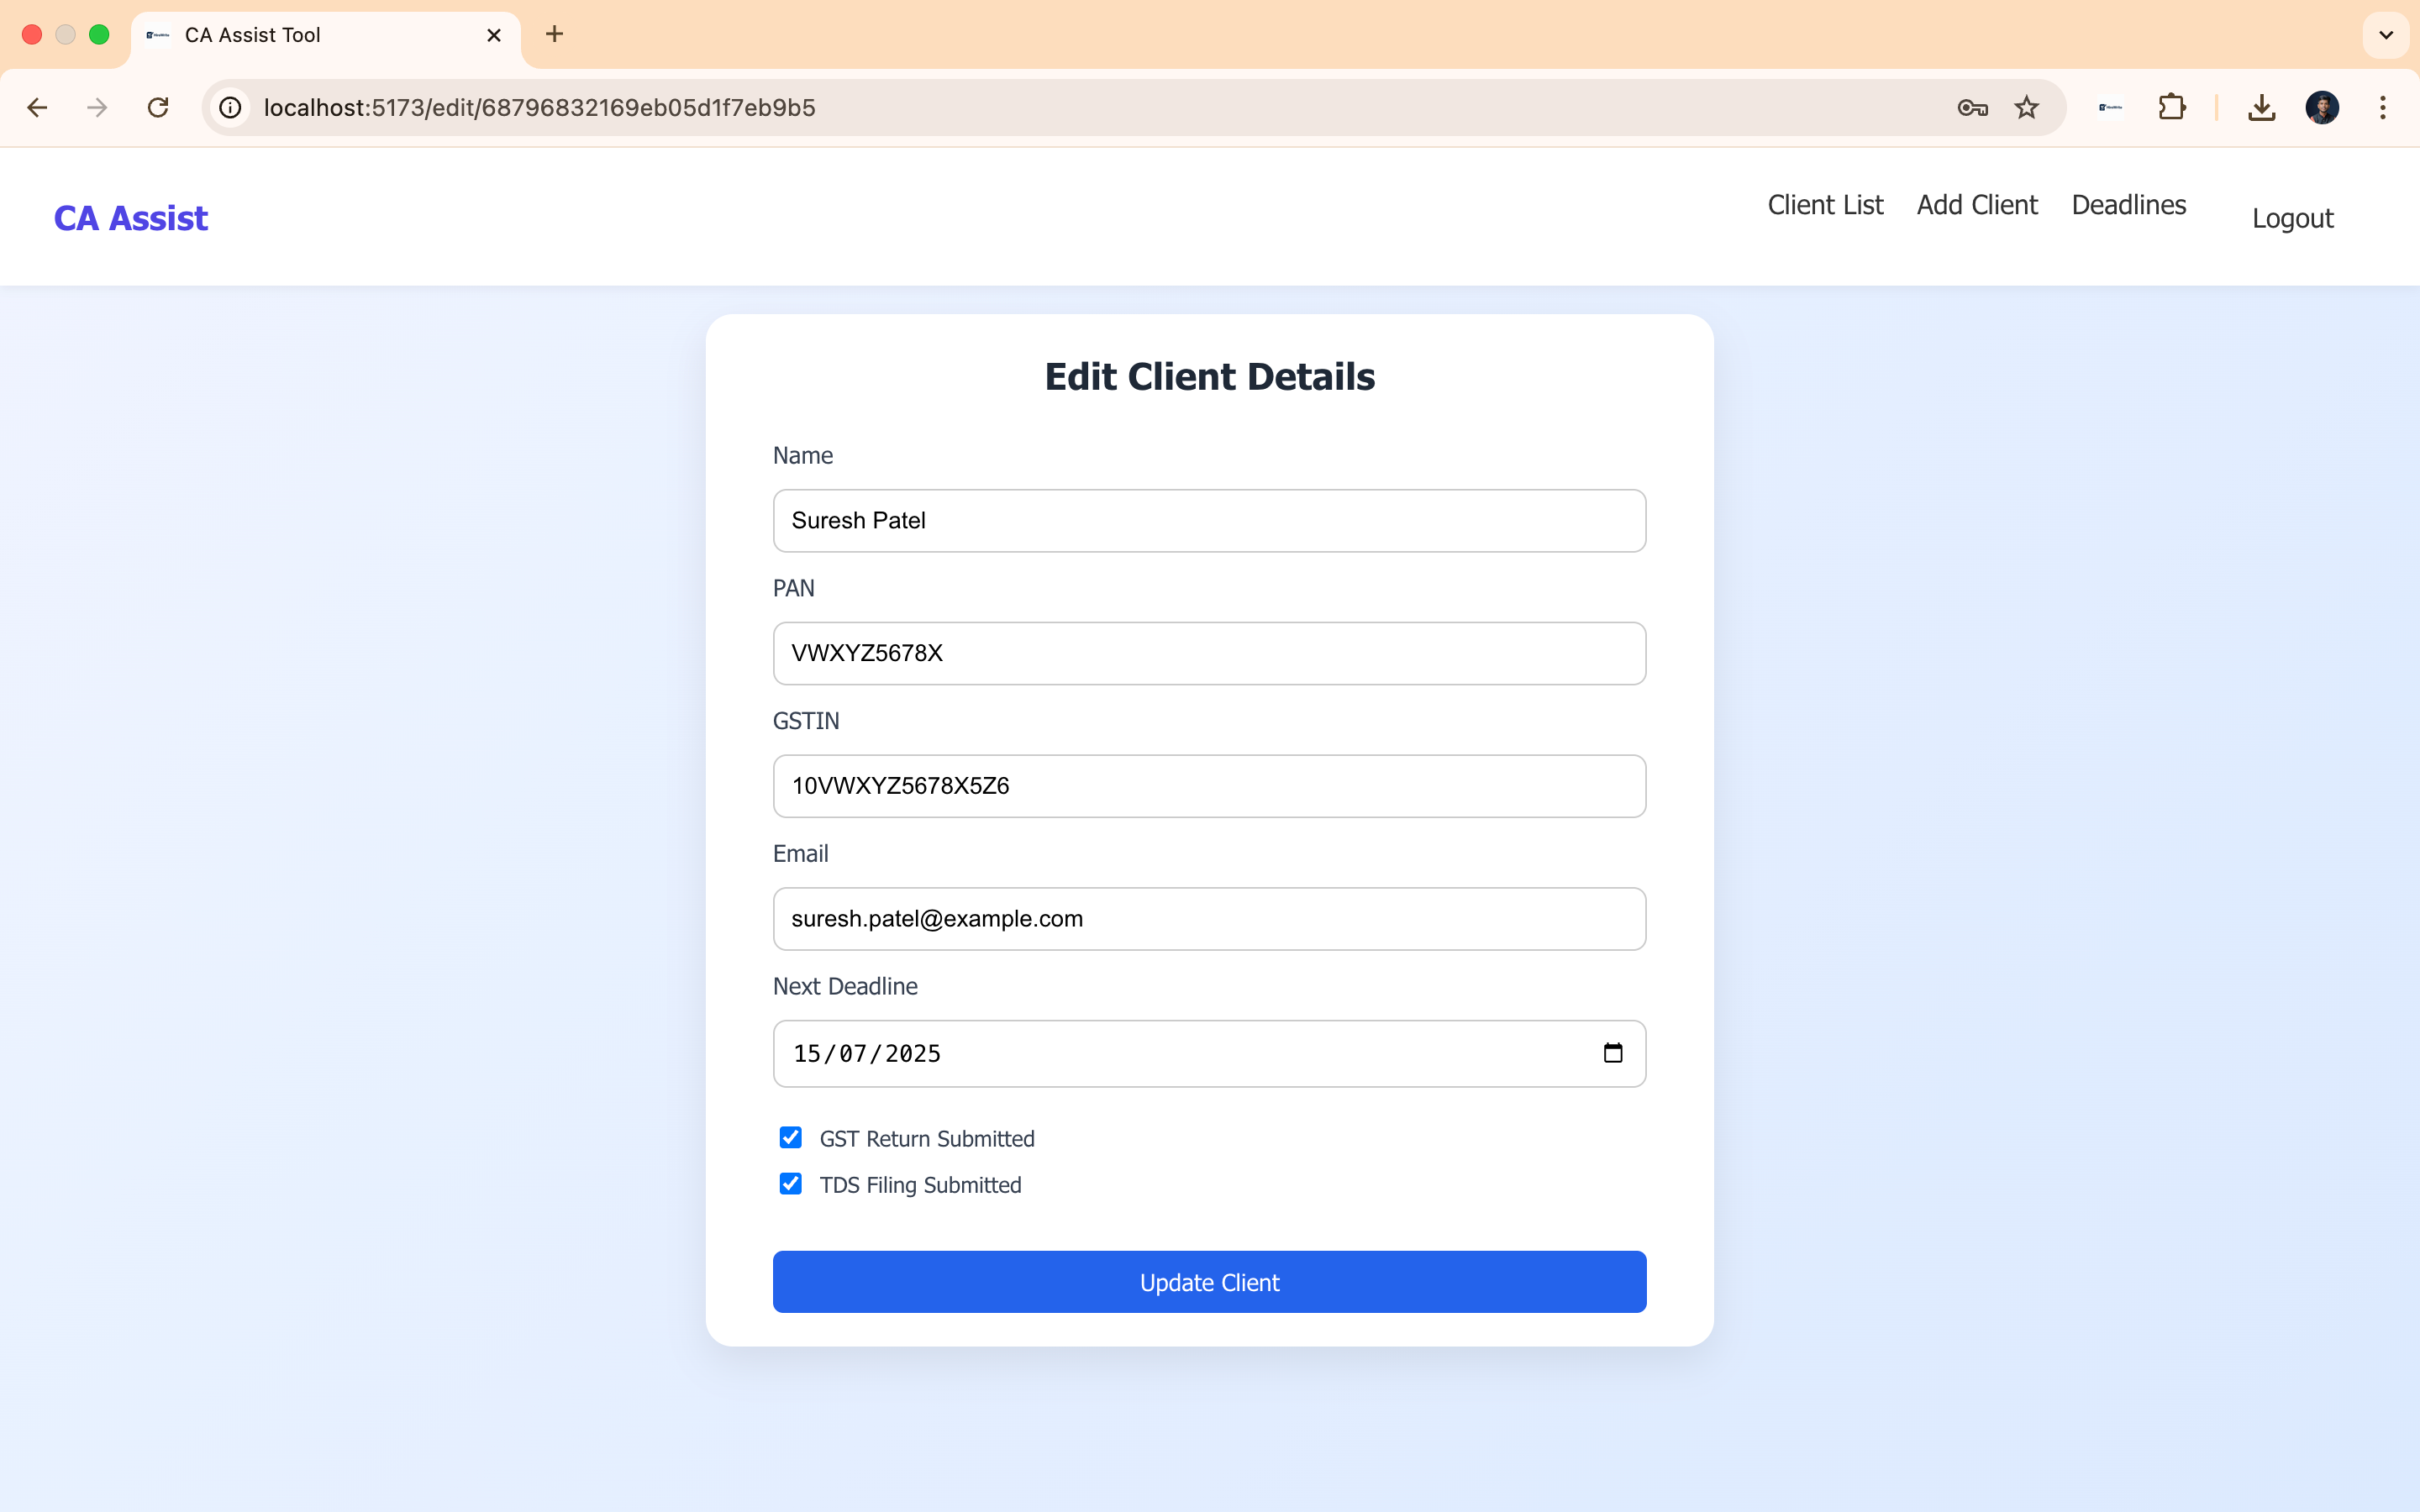 CA Assist Tool
localhost:5173/edit/68796832169eb05d1f7eb9b5
CA Assist
Client List
Add Client
Deadlines
Logout
Edit Client Details
Name
Suresh Patel
PAN
VWXYZ5678X
GSTIN
10VWXYZ5678X5Z6
Email
suresh.patel@example.com
Next Deadline
15/07/2025
GST Return Submitted
TDS Filing Submitted
Update Client